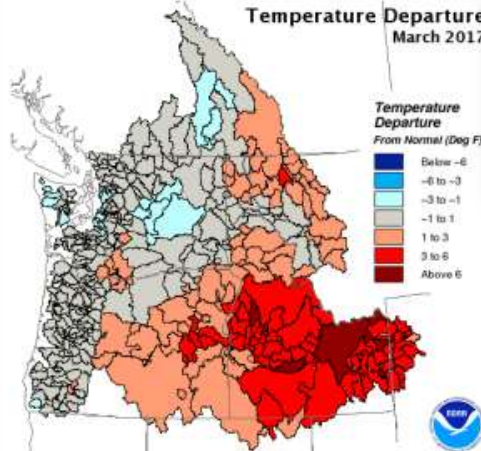 Temperature Departure
March 2017
Temperature
Departure
From Normal (Deg F)
Below -6
-6 to -3
-3 to -1
-1 to 1
1 to 3
3 to 6
Above 6
noaa